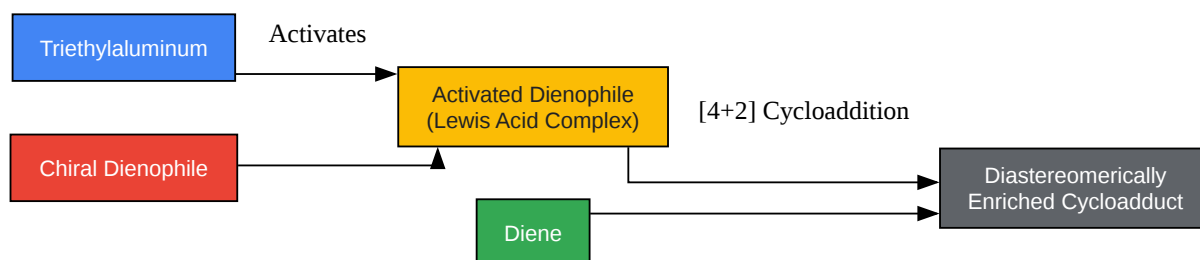 Triethylaluminum
Activates
Chiral Dienophile
Activated Dienophile
(Lewis Acid Complex)
[4+2] Cycloaddition
Diene
Diastereomerically
Enriched Cycloadduct